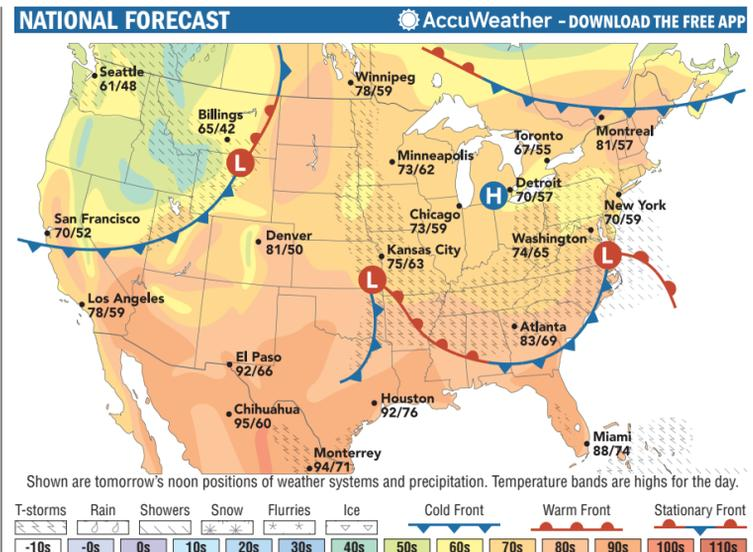 NATIONAL FORECAST
AccuWeather - DOWNLOAD THE FREE APP
Seattle
61/48
Winnipeg
78/59
Billings
65/42
L
Montreal
81/57
Toronto
67/55
Minneapolis
73/62
H
Detroit
70/57
San Francisco
70/52
Chicago
73/59
New York
70/59
Denver
81/50
Kansas City
75/63
Washington
74/65
L
L
Los Angeles
78/59
Atlanta
83/69
El Paso
92/66
Houston
92/76
Chihuahua
95/60
Miami
88/74
Monterrey
94/71
Shown are tomorrow's noon positions of weather systems and precipitation. Temperature bands are highs for the day.
T-storms Rain Showers Snow Flurries Ice Cold Front Warm Front Stationary Front
-10s -0s 0s 10s 20s 30s 40s 50s 60s 70s 80s 90s 100s 110s